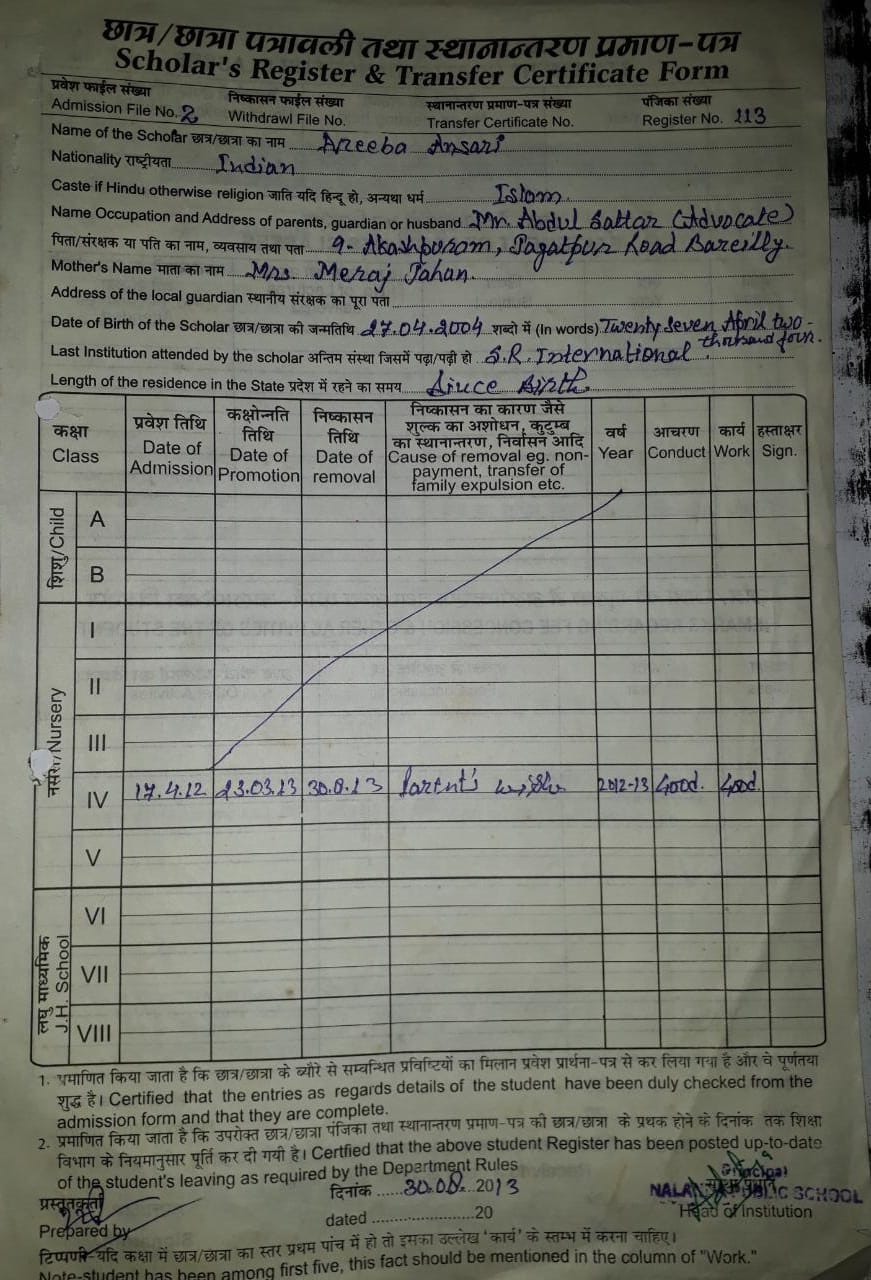 छात्र/छात्रा पत्रावली तथा स्थानान्तरण प्रमाण-पत्र
Scholar's Register & Transfer Certificate Form
प्रवेश फाईल संख्या निष्कासन फाईल संख्या स्थानान्तरण प्रमाण-पत्र संख्या पंजिका संख्या
Admission File No. 2 Withdrawl File No. Transfer Certificate No. Register No. 113
Name of the Scholar छात्र/छात्रा का नाम Areeba Ansari
Nationality राष्ट्रीयता Indian
Caste if Hindu otherwise religion जाति यदि हिन्दू हो, अन्यथा धर्म Islam
Name Occupation and Address of parents, guardian or husband Mr. Abdul Sattar (Advocate)
पिता/संरक्षक या पति का नाम, व्यवसाय तथा पता 9- Akashpuram, Jagatpur Road Bareilly.
Mother's Name माता का नाम Mrs. Meraj Jahan.
Address of the local guardian स्थानीय संरक्षक का पूरा पता
Date of Birth of the Scholar छात्र/छात्रा की जन्मतिथि 27.04.2004 शब्दो में (In words) Twenty seven April two-
thousand four.
Last Institution attended by the scholar अन्तिम संस्था जिसमें पढ़ा/पढ़ी हो S.R. International
Length of the residence in the State प्रदेश में रहने का समय Since Birth
कक्षा प्रवेश तिथि कक्षोन्नति तिथि निष्कासन तिथि निष्कासन का कारण जैसे शुल्क का अशोधन, कुटुम्ब का स्थानान्तरण, निर्वासन आदि वर्ष आचरण कार्य हस्ताक्षर
Class Date of Admission Date of Promotion Date of removal Cause of removal eg. non-payment, transfer of family expulsion etc. Year Conduct Work Sign.
शिशु/Child
A
B
नर्सरी/Nursery
I
II
III
IV 17.4.12 23.03.13 30.8.13 Parent's wish 2012-13 Good. Good
V
लघु माध्यमिक
J.H. School
VI
VII
VIII
1. प्रमाणित किया जाता है कि छात्र/छात्रा के ब्यौरे से सम्बन्धित प्रविष्टियों का मिलान प्रवेश प्रार्थना-पत्र से कर लिया गया है और वे पूर्णतया
शुद्ध है। Certified that the entries as regards details of the student have been duly checked from the
admission form and that they are complete.
2. प्रमाणित किया जाता है कि उपरोक्त छात्र/छात्रा पंजिका तथा स्थानान्तरण प्रमाण-पत्र की छात्र/छात्रा के प्रथक होने के दिनांक तक शिक्षा
विभाग के नियमानुसार पूर्ति कर दी गयी है। Certfied that the above student Register has been posted up-to-date
of the student's leaving as required by the Department Rules
प्रस्तुतकर्ता दिनांक 30.08.2013 Principal
NALANDA PUBLIC SCHOOL
Prepared by dated 20 Head of Institution
टिप्पणी-यदि कक्षा में छात्र/छात्रा का स्तर प्रथम पांच में हो तो इसका उल्लेख 'कार्य' के स्तम्भ में करना चाहिए।
Note-student has been among first five, this fact should be mentioned in the column of "Work."